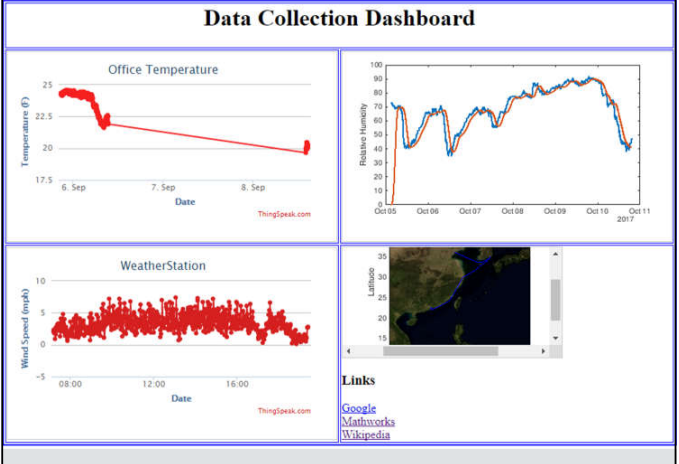 Data Collection Dashboard
Office Temperature
Temperature (F)
25
22.5
20
17.5
6. Sep
7. Sep
8. Sep
Date
ThingSpeak.com
Relative Humidity
100
90
80
70
60
50
40
30
20
10
0
Oct 05
Oct 06
Oct 07
Oct 08
Oct 09
Oct 10
Oct 11
2017
WeatherStation
Wind Speed (mph)
10
5
0
−5
08:00
12:00
16:00
Date
ThingSpeak.com
Latitude
35
30
25
20
15
Links
Google
Mathworks
Wikipedia